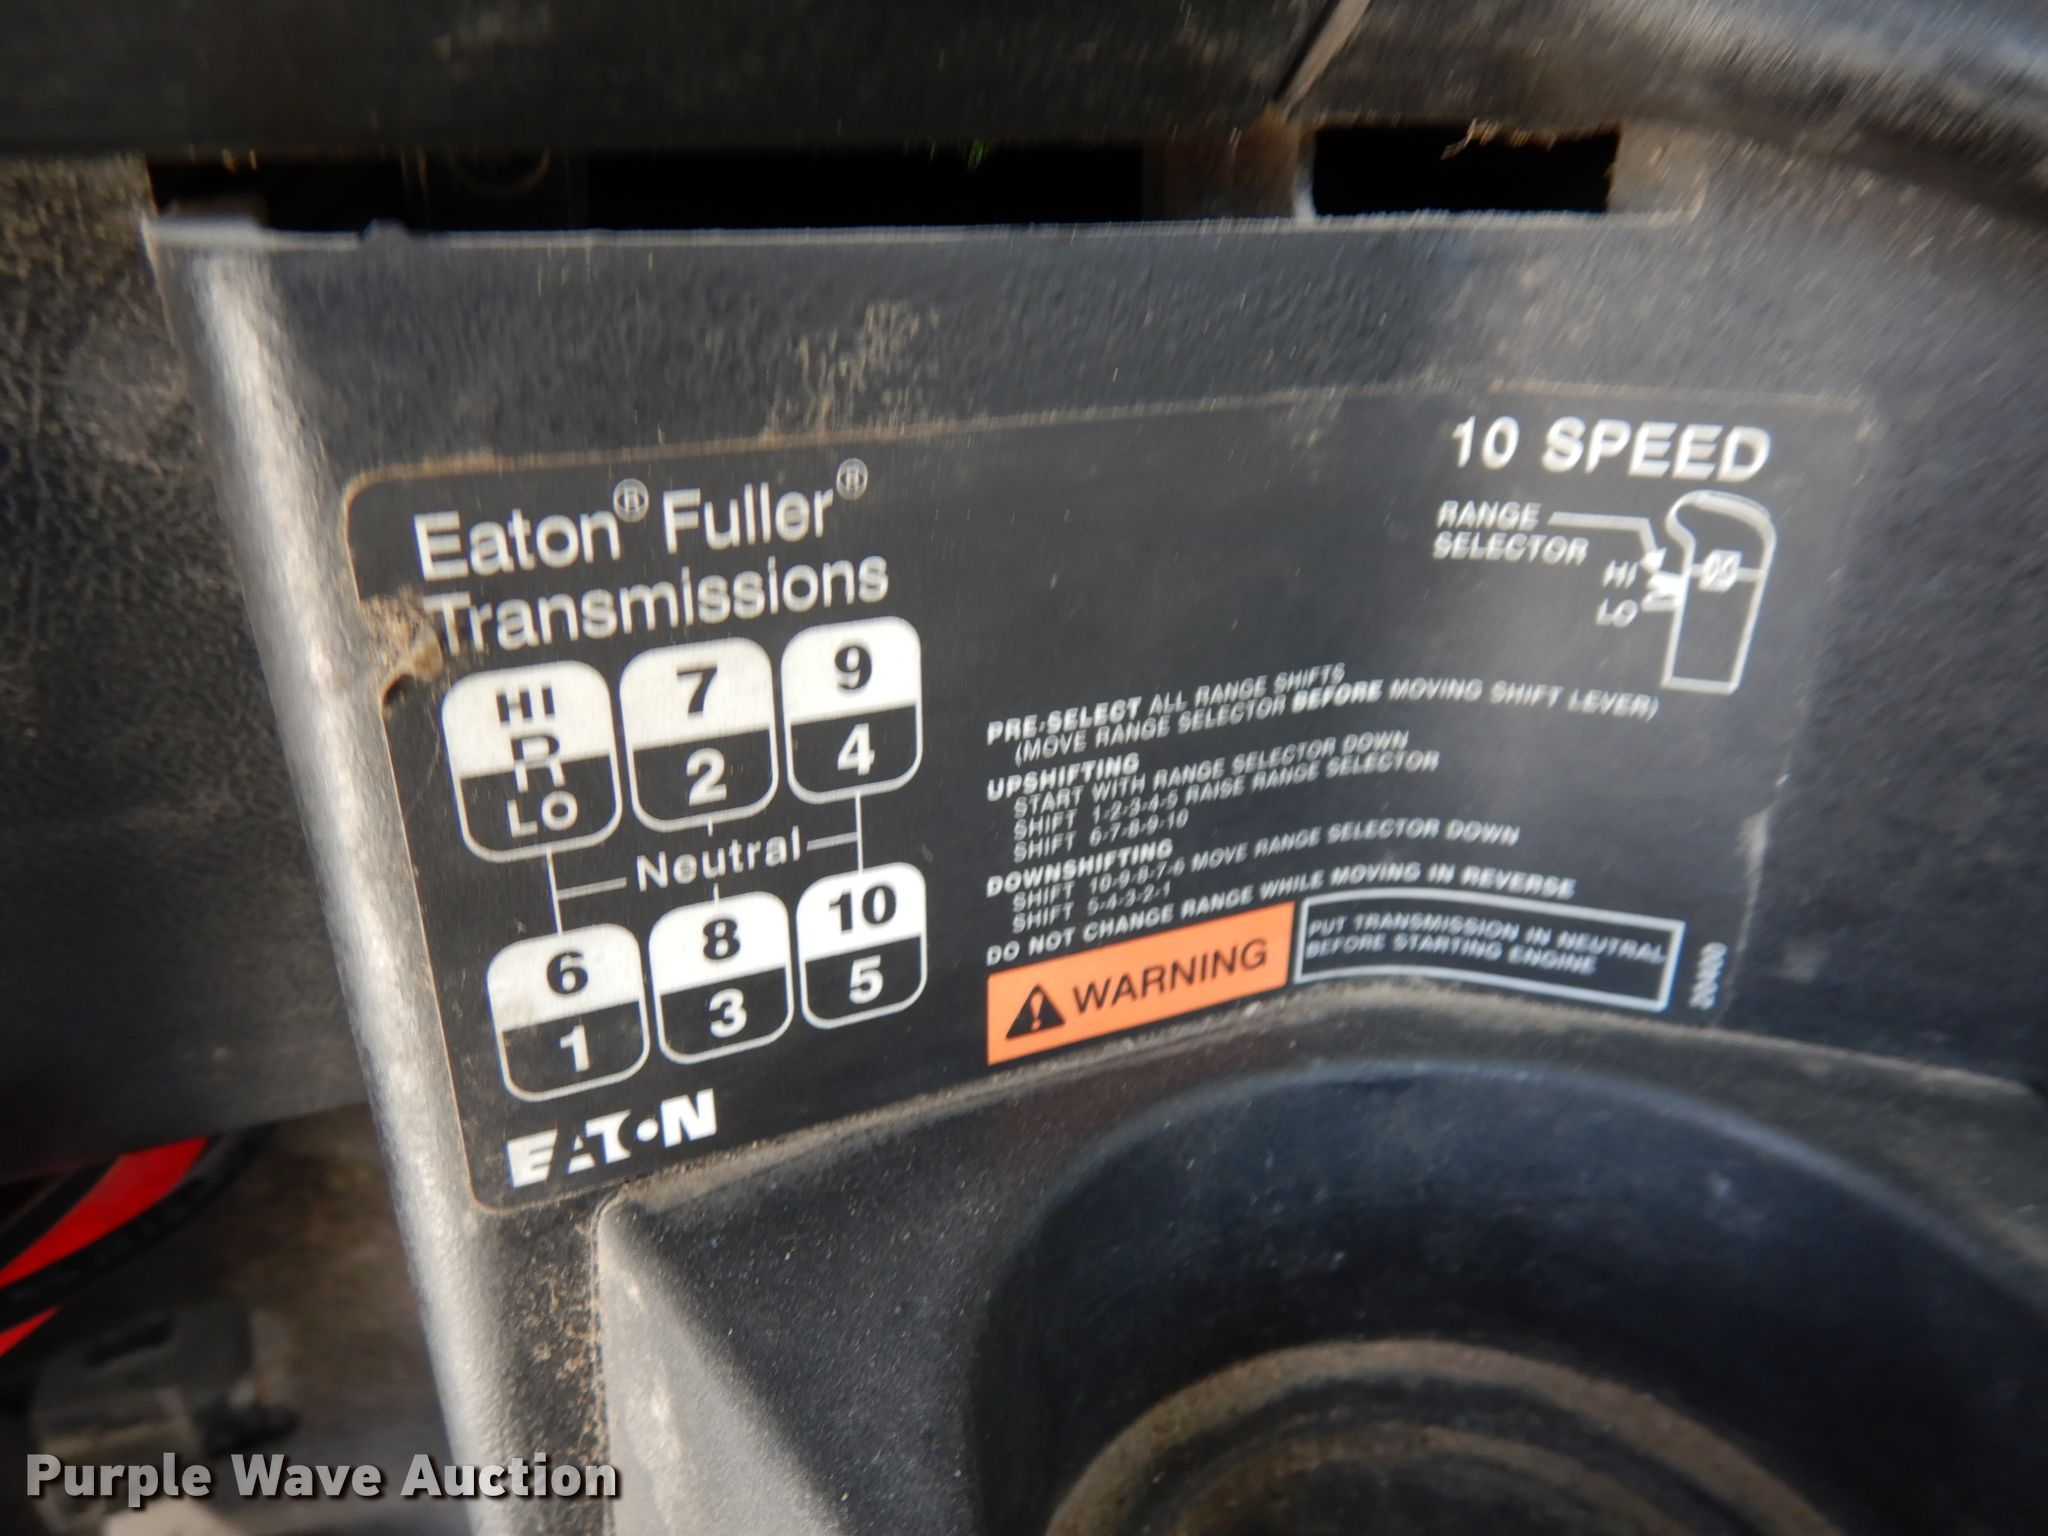 Eaton® Fuller®
Transmissions
HI
R
LO
7
2
9
4
Neutral
6
1
8
3
10
5
EATON
10 SPEED
RANGE
SELECTOR
HI
LO
PRE-SELECT ALL RANGE SHIFTS
(MOVE RANGE SELECTOR BEFORE MOVING SHIFT LEVER)
UPSHIFTING
START WITH RANGE SELECTOR DOWN
SHIFT 1-2-3-4-5 RAISE RANGE SELECTOR
SHIFT 6-7-8-9-10
DOWNSHIFTING
SHIFT 10-9-8-7-6 MOVE RANGE SELECTOR DOWN
SHIFT 5-4-3-2-1
DO NOT CHANGE RANGE WHILE MOVING IN REVERSE
WARNING
PUT TRANSMISSION IN NEUTRAL
BEFORE STARTING ENGINE
Purple Wave Auction